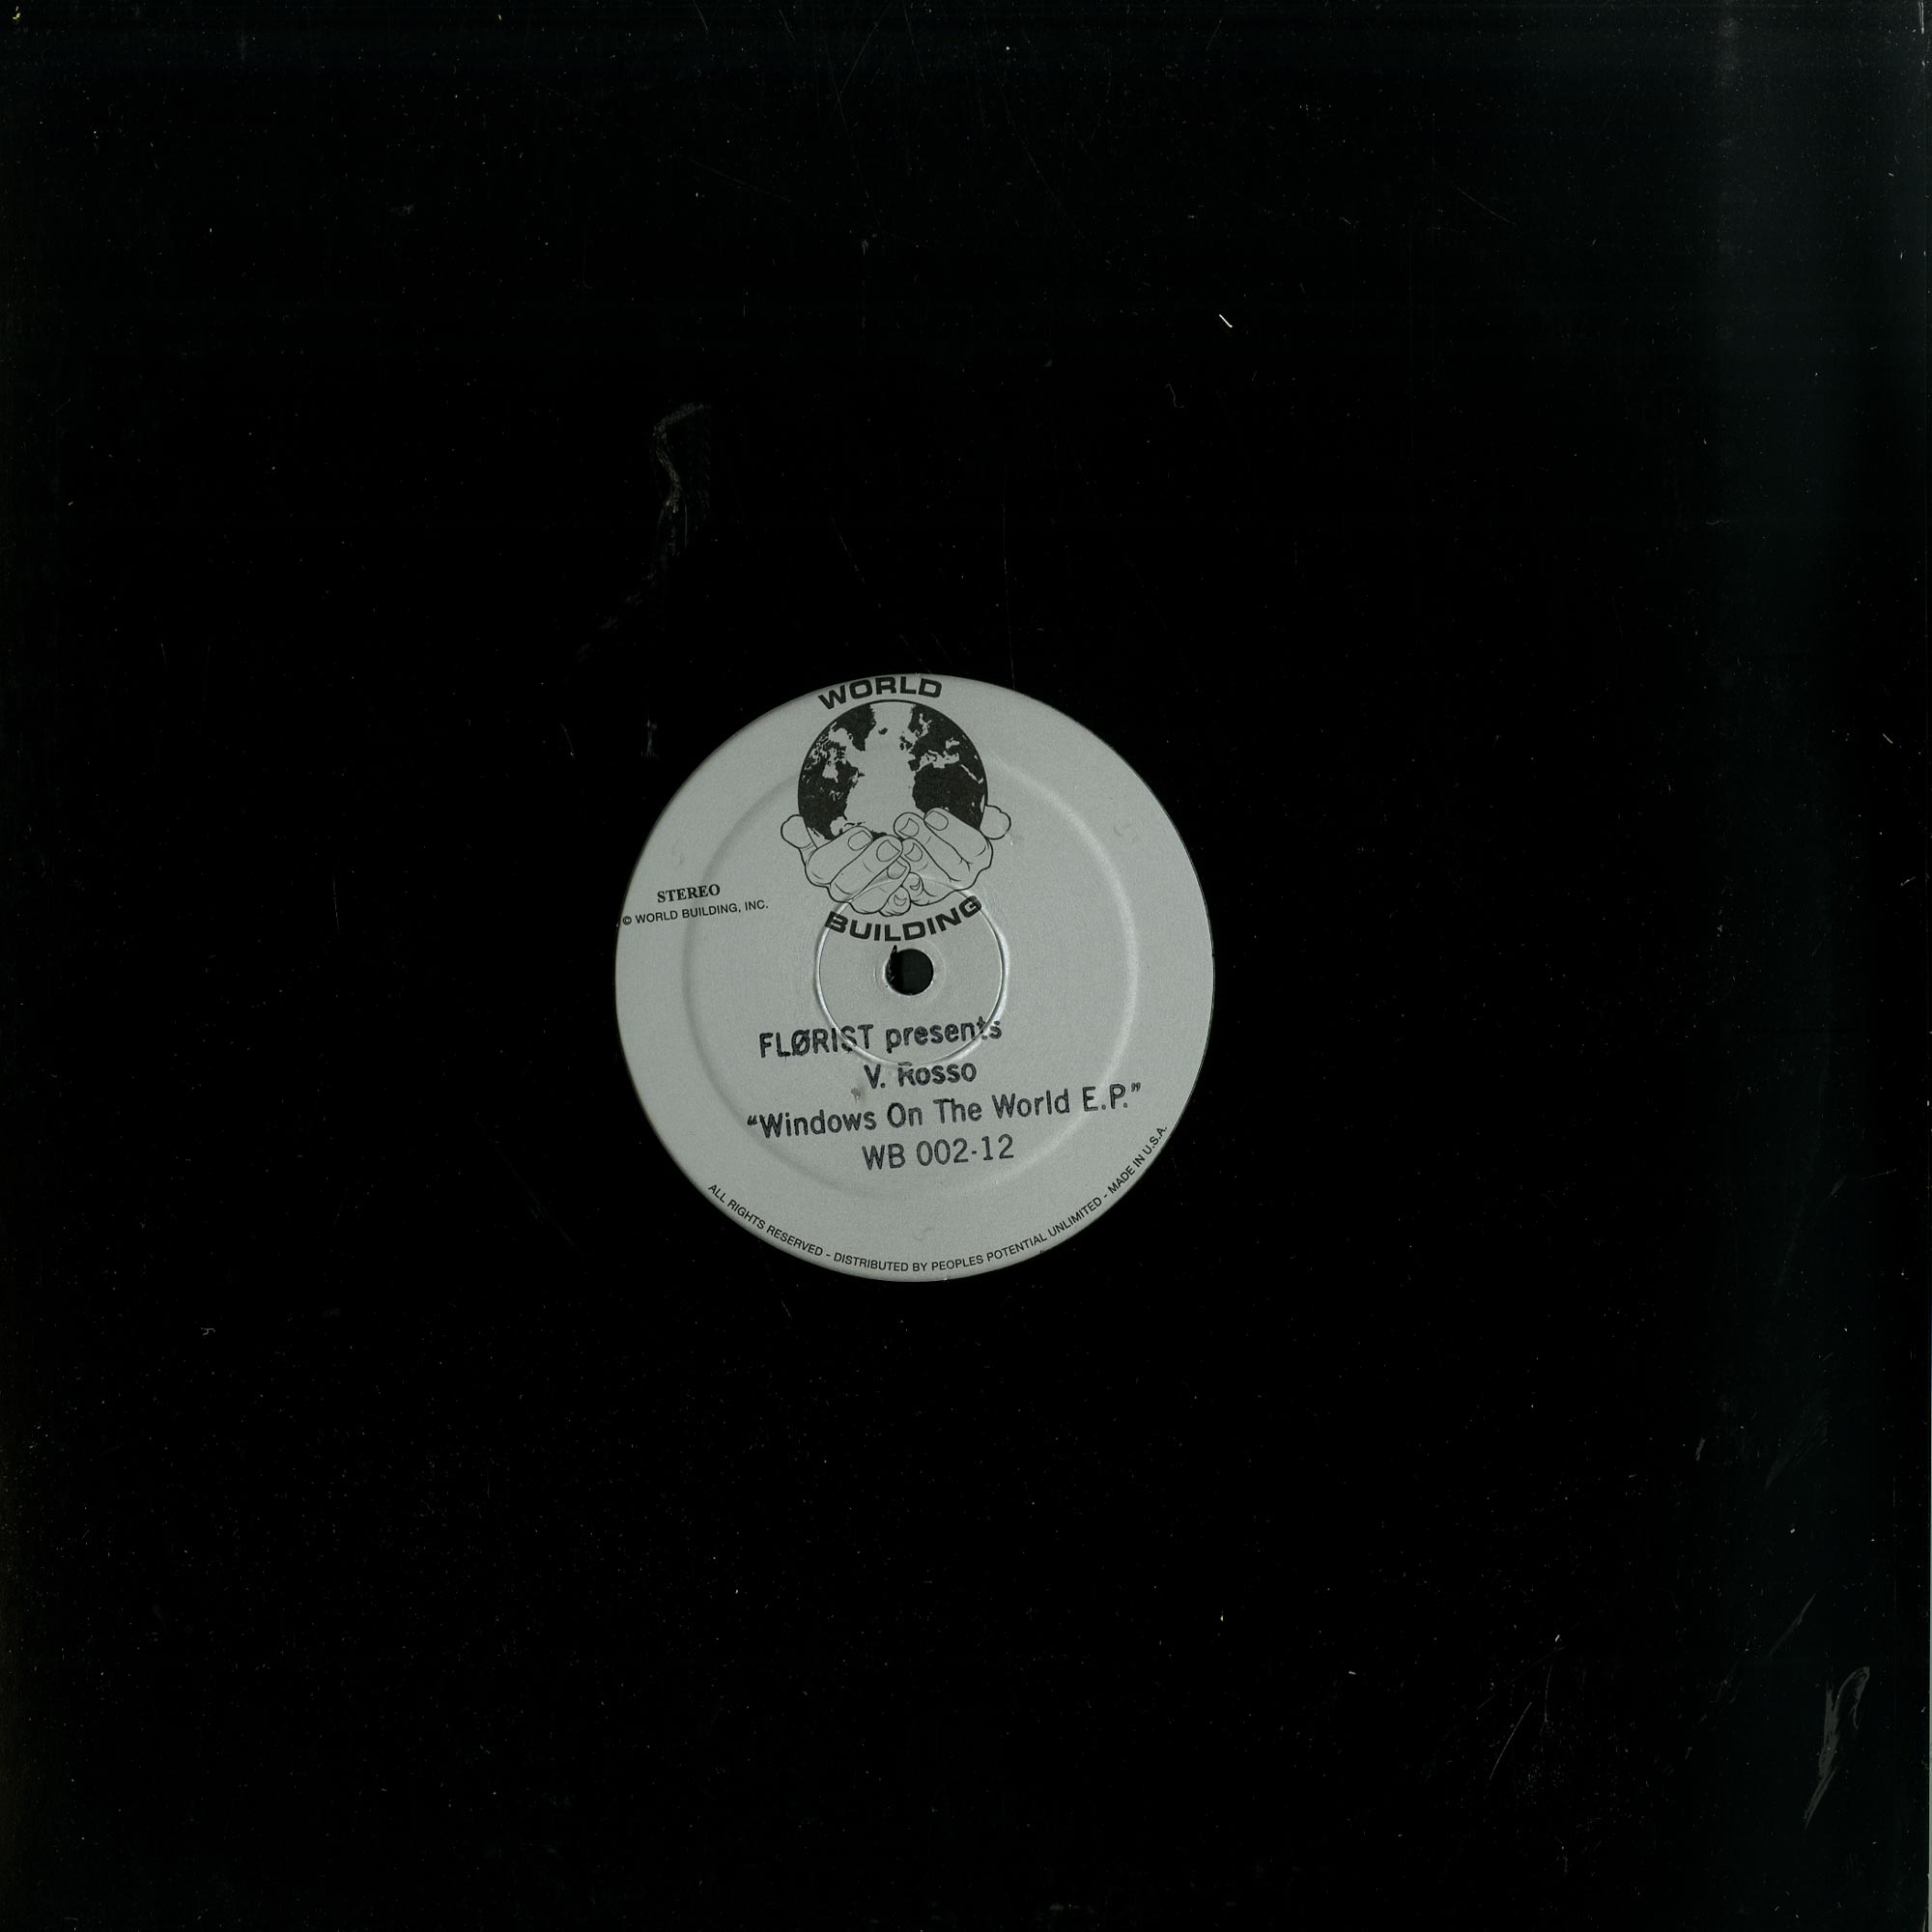 WORLD
BUILDING
STEREO
© WORLD BUILDING, INC.
FLØRIST presents
V. Rosso
“Windows On The World E.P.”
WB 002-12
ALL RIGHTS RESERVED - DISTRIBUTED BY PEOPLES POTENTIAL UNLIMITED - MADE IN U.S.A.